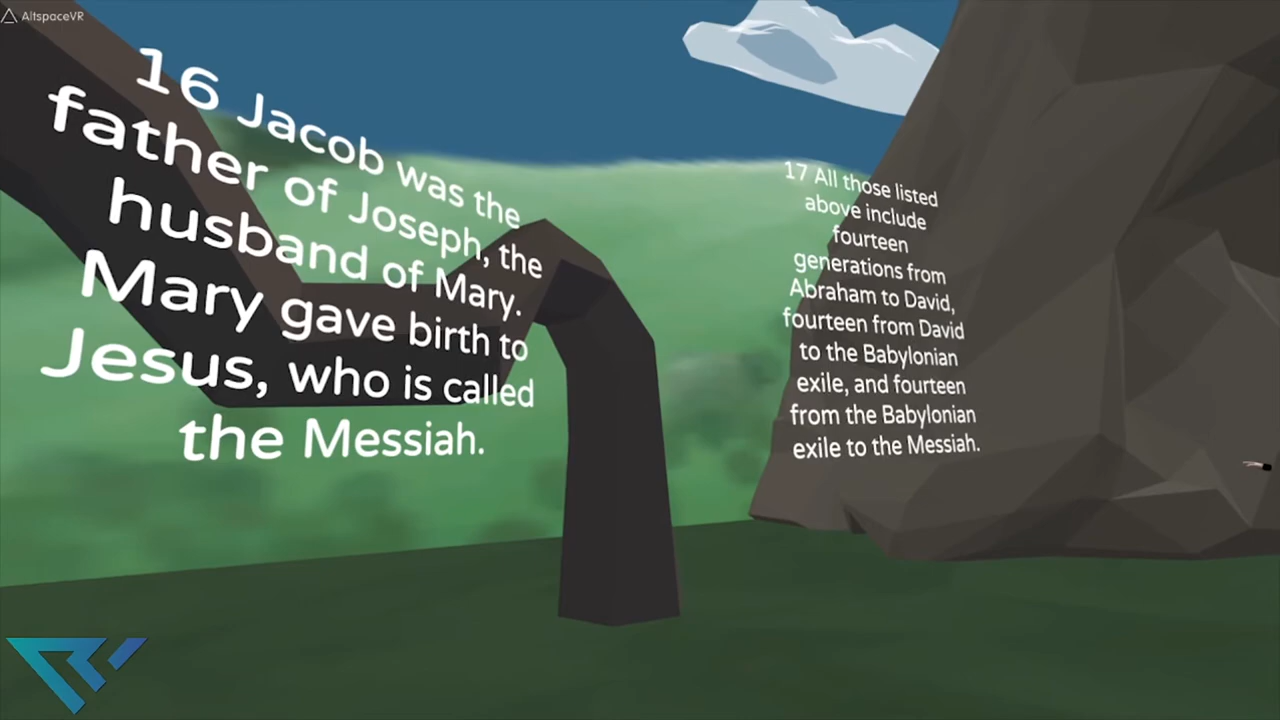 AltspaceVR
16 Jacob was the
father of Joseph, the
husband of Mary.
Mary gave birth to
Jesus, who is called
the Messiah.
17 All those listed
above include
fourteen
generations from
Abraham to David,
fourteen from David
to the Babylonian
exile, and fourteen
from the Babylonian
exile to the Messiah.